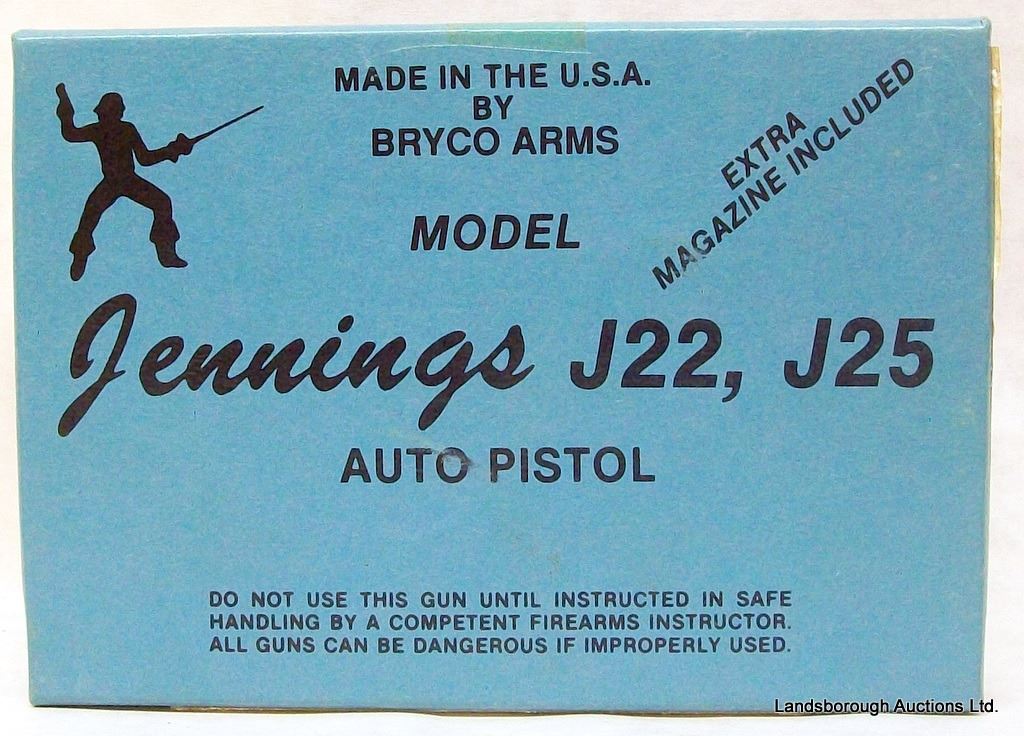 MADE IN THE U.S.A.
BY
BRYCO ARMS
EXTRA
MAGAZINE INCLUDED
MODEL
Jennings J22, J25
AUTO PISTOL
DO NOT USE THIS GUN UNTIL INSTRUCTED IN SAFE
HANDLING BY A COMPETENT FIREARMS INSTRUCTOR.
ALL GUNS CAN BE DANGEROUS IF IMPROPERLY USED.
Landsborough Auctions Ltd.